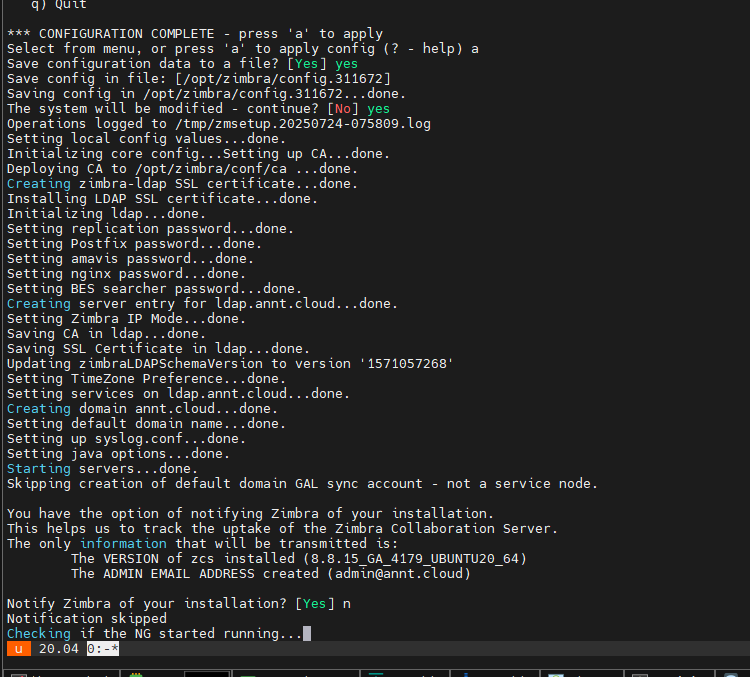 q) Quit
*** CONFIGURATION COMPLETE - press 'a' to apply
Select from menu, or press 'a' to apply config (? - help) a
Save configuration data to a file? [Yes] yes
Save config in file: [/opt/zimbra/config.311672]
Saving config in /opt/zimbra/config.311672...done.
The system will be modified - continue? [No] yes
Operations logged to /tmp/zmsetup.20250724-075809.log
Setting local config values...done.
Initializing core config...Setting up CA...done.
Deploying CA to /opt/zimbra/conf/ca ...done.
Creating zimbra-ldap SSL certificate...done.
Installing LDAP SSL certificate...done.
Initializing ldap...done.
Setting replication password...done.
Setting Postfix password...done.
Setting amavis password...done.
Setting nginx password...done.
Setting BES searcher password...done.
Creating server entry for ldap.annt.cloud...done.
Setting Zimbra IP Mode...done.
Saving CA in ldap...done.
Saving SSL Certificate in ldap...done.
Updating zimbraLDAPSchemaVersion to version '1571057268'
Setting TimeZone Preference...done.
Setting services on ldap.annt.cloud...done.
Creating domain annt.cloud...done.
Setting default domain name...done.
Setting up syslog.conf...done.
Setting java options...done.
Starting servers...done.
Skipping creation of default domain GAL sync account - not a service node.
You have the option of notifying Zimbra of your installation.
This helps us to track the uptake of the Zimbra Collaboration Server.
The only information that will be transmitted is:
The VERSION of zcs installed (8.8.15_GA_4179_UBUNTU20_64)
The ADMIN EMAIL ADDRESS created (admin@annt.cloud)
Notify Zimbra of your installation? [Yes] n
Notification skipped
Checking if the NG started running...
u 20.04 0:-*